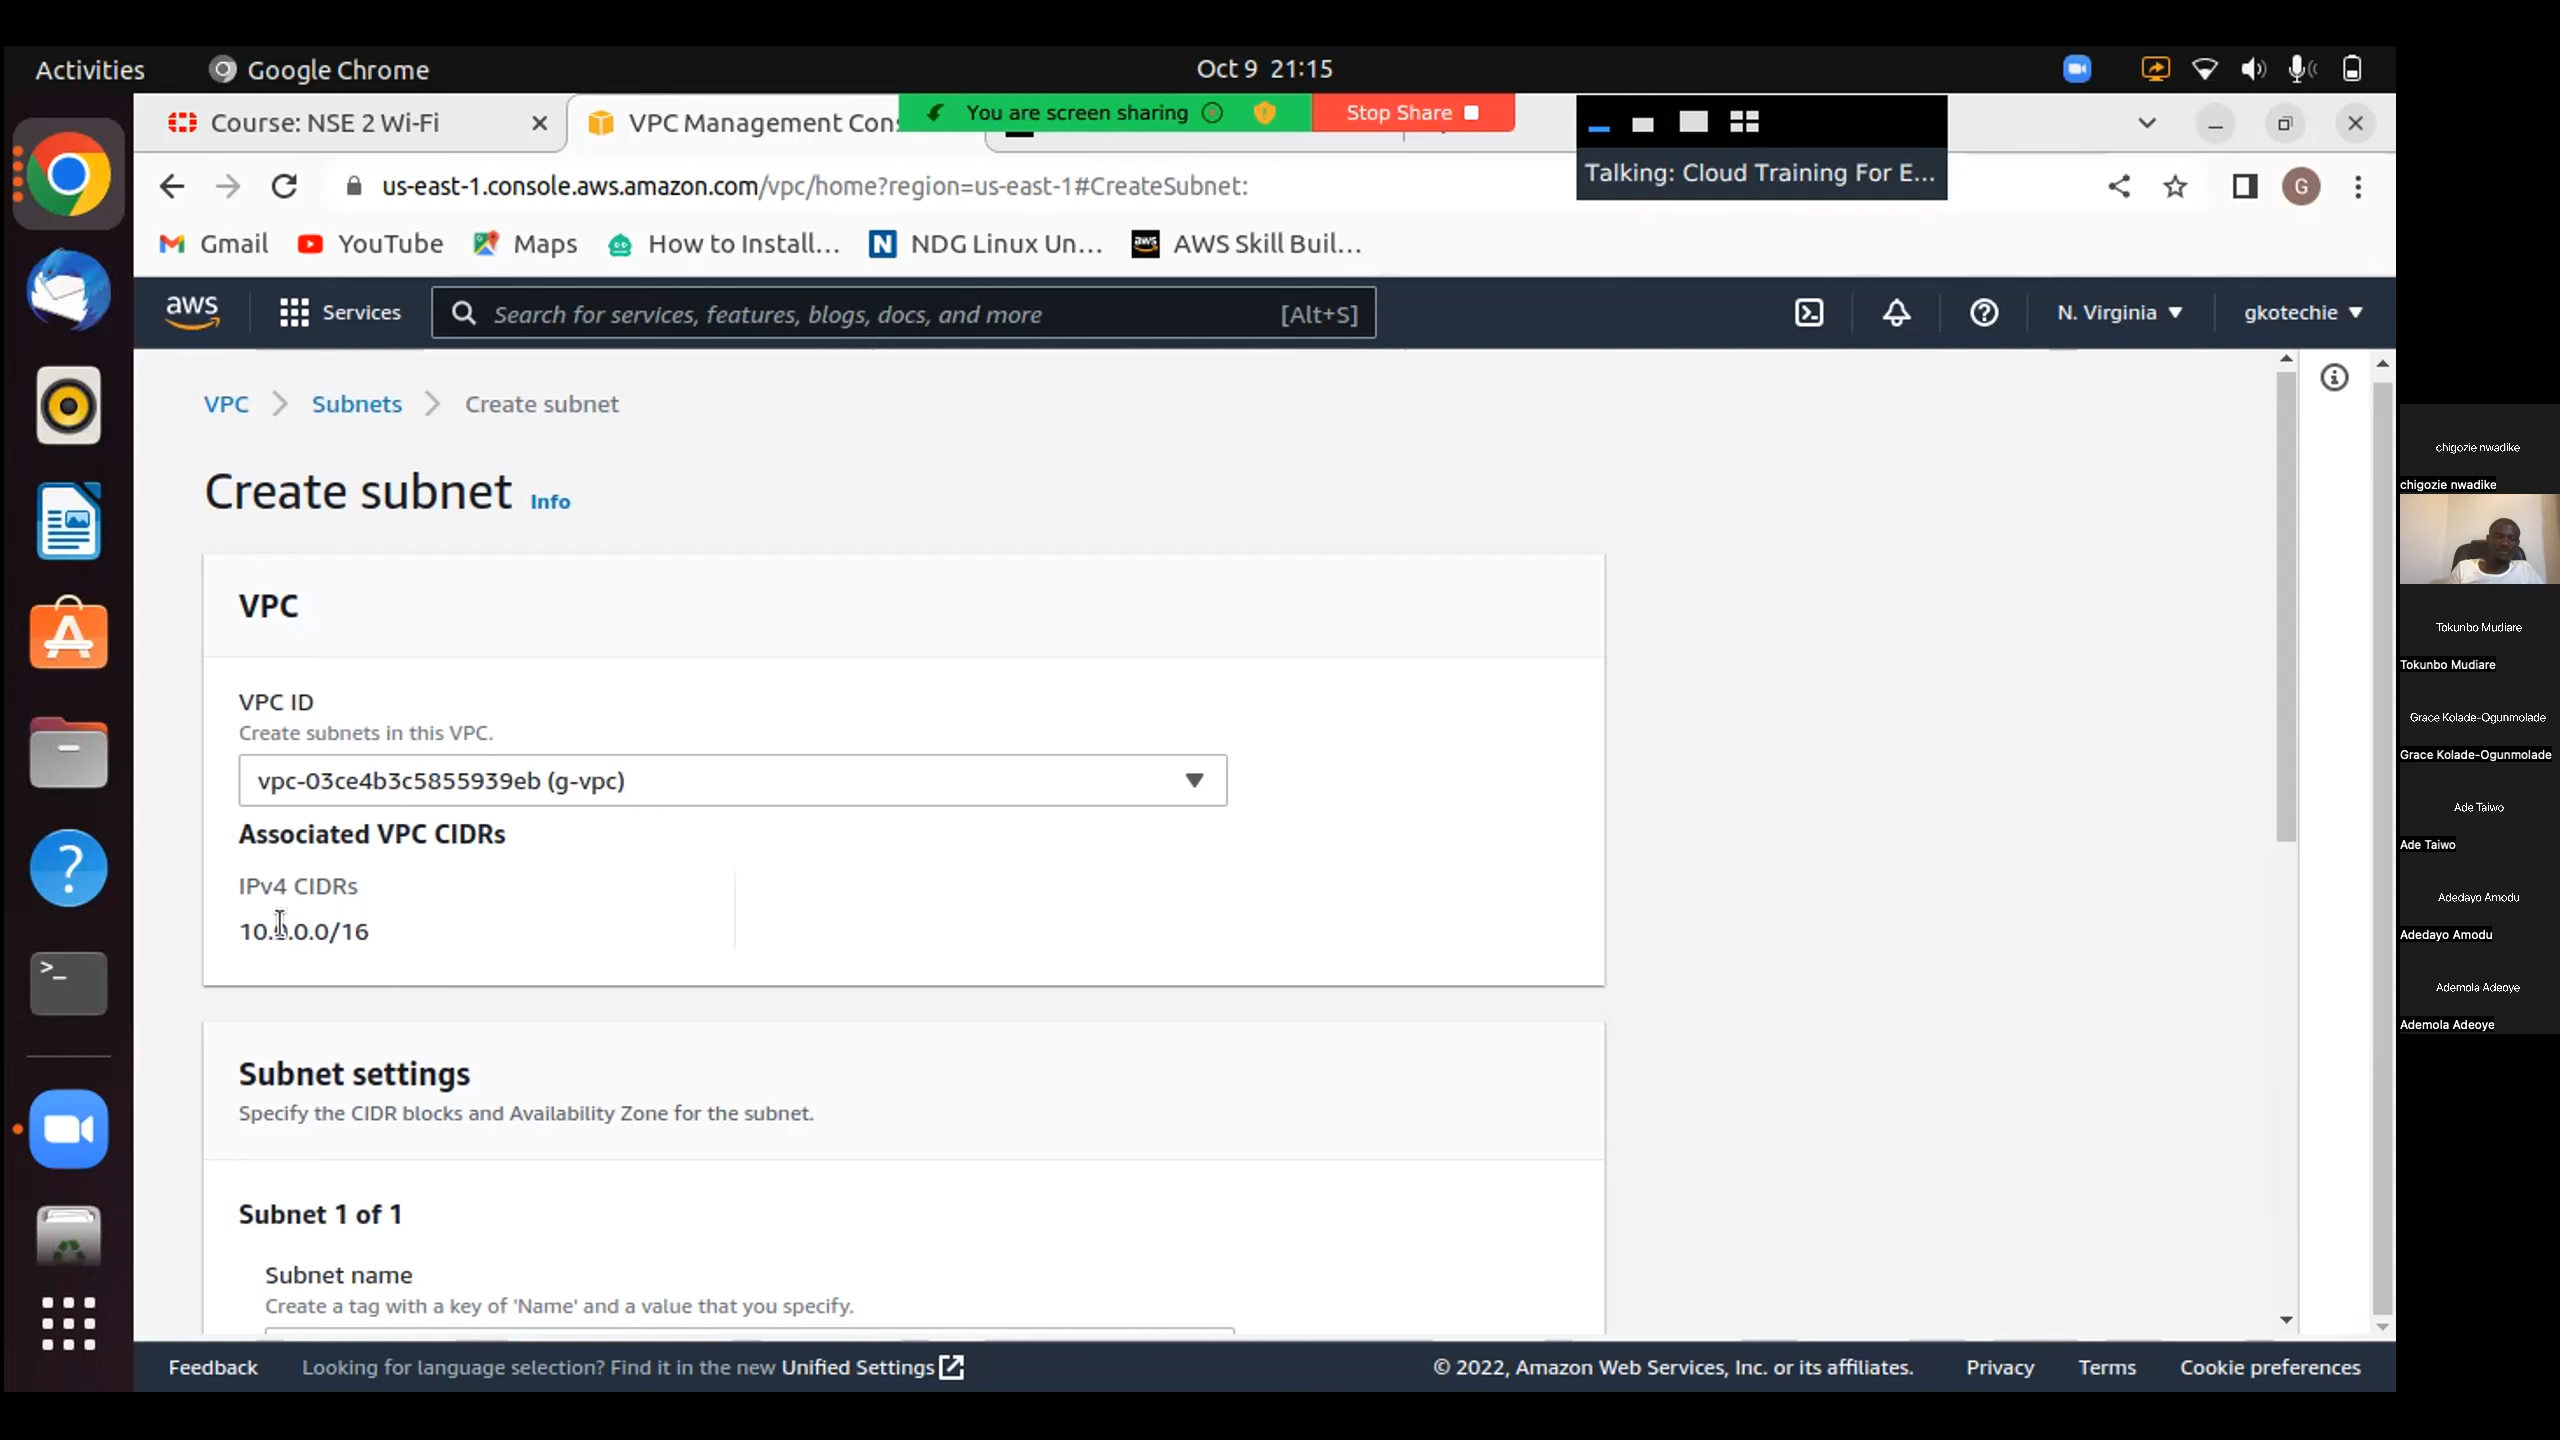 Activities
Google Chrome
Oct 9 21:15
Course: NSE 2 Wi-Fi
VPC Management Con
You are screen sharing
Stop Share
Talking: Cloud Training For E...
us-east-1.console.aws.amazon.com/vpc/home?region=us-east-1#CreateSubnet:
G
Gmail
YouTube
Maps
How to Install...
NDG Linux Un...
AWS Skill Buil...
aws
Services
Search for services, features, blogs, docs, and more
[Alt+S]
N. Virginia
gkotechie
VPC
Subnets
Create subnet
Create subnet Info
VPC
VPC ID
Create subnets in this VPC.
vpc-03ce4b3c5855939eb (g-vpc)
Associated VPC CIDRs
IPv4 CIDRs
10.0.0.0/16
Subnet settings
Specify the CIDR blocks and Availability Zone for the subnet.
Subnet 1 of 1
Subnet name
Create a tag with a key of 'Name' and a value that you specify.
Feedback
Looking for language selection? Find it in the new Unified Settings
© 2022, Amazon Web Services, Inc. or its affiliates.
Privacy
Terms
Cookie preferences
chigozie nwadike
chigozie nwadike
Tokunbo Mudiare
Tokunbo Mudiare
Grace Kolade-Ogunmolade
Grace Kolade-Ogunmolade
Ade Taiwo
Ade Taiwo
Adedayo Amodu
Adedayo Amodu
Ademola Adeoye
Ademola Adeoye